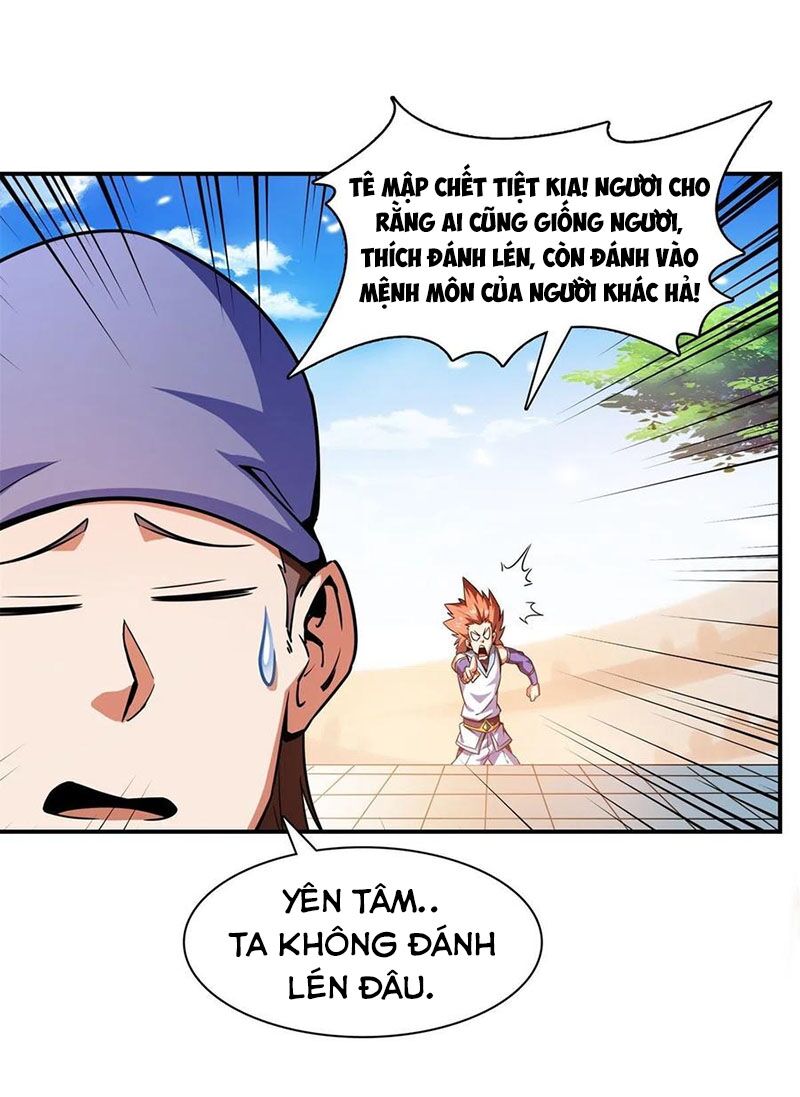 TÊ MẬP CHẾT TIỆT KIA! NGƯƠI CHO
RẰNG AI CŨNG GIỐNG NGƯƠI,
THÍCH ĐÁNH LÉN, CÒN ĐÁNH VÀO
MỆNH MÔN CỦA NGƯỜI KHÁC HẢ!
YÊN TÂM..
TA KHÔNG ĐÁNH
LÉN ĐÂU.